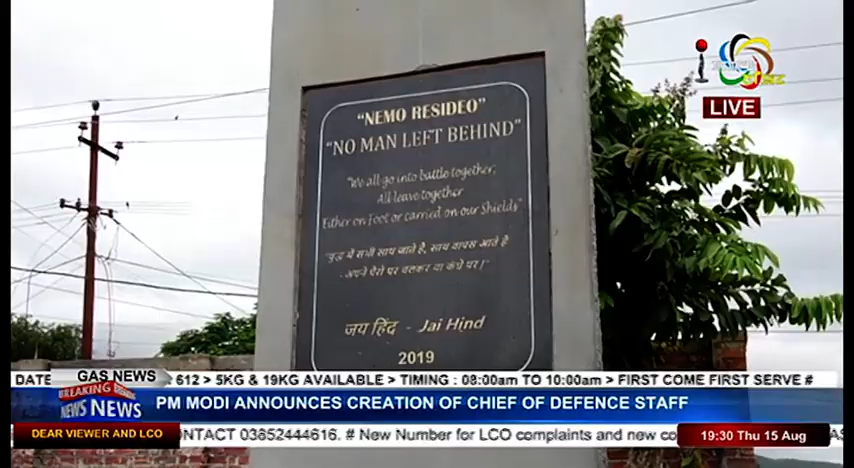 LIVE
"NEMO RESIDEO"
"NO MAN LEFT BEHIND"
"We all go into battle together,
All leave together
Either on Foot or carried on our Shields"
"युद्ध में सभी साथ जाते है, साथ वापस आते है
- अपने पैरो पर चलकर या कंधे पर।"
जय हिंद - Jai Hind
2019
GAS NEWS
DATE 612 > 5KG & 19KG AVAILABLE > TIMING : 08:00am TO 10:00am > FIRST COME FIRST SERVE #
BREAKING
NEWS NEWS
PM MODI ANNOUNCES CREATION OF CHIEF OF DEFENCE STAFF
DEAR VIEWER AND LCO
CONTACT 03852444616. # New Number for LCO complaints and new co
19:30 Thu 15 Aug